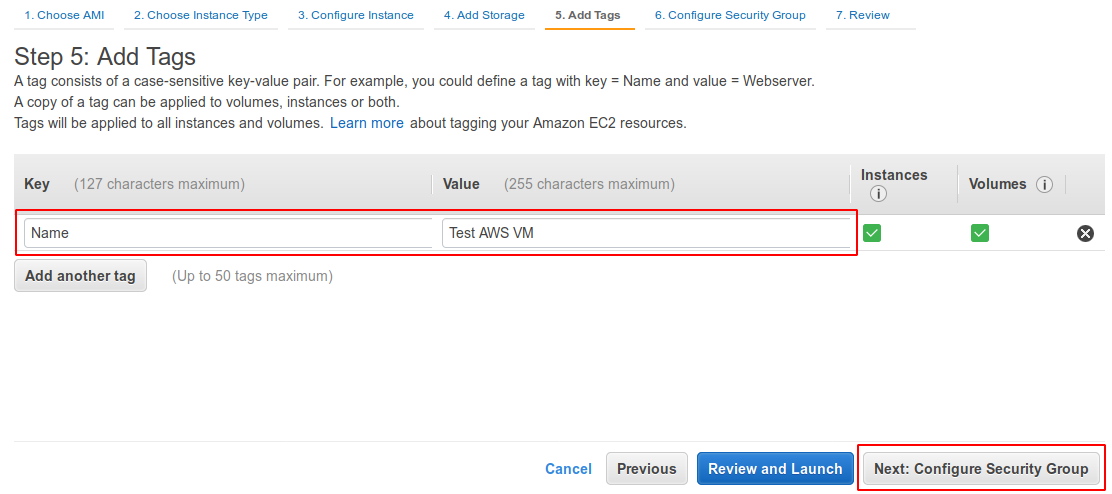 1. Choose AMI 2. Choose Instance Type 3. Configure Instance 4. Add Storage 5. Add Tags 6. Configure Security Group 7. Review
Step 5: Add Tags
A tag consists of a case-sensitive key-value pair. For example, you could define a tag with key = Name and value = Webserver.
A copy of a tag can be applied to volumes, instances or both.
Tags will be applied to all instances and volumes. Learn more about tagging your Amazon EC2 resources.
Key (127 characters maximum) Value (255 characters maximum) Instances i Volumes i
Name Test AWS VM
Add another tag (Up to 50 tags maximum)
Cancel Previous Review and Launch Next: Configure Security Group